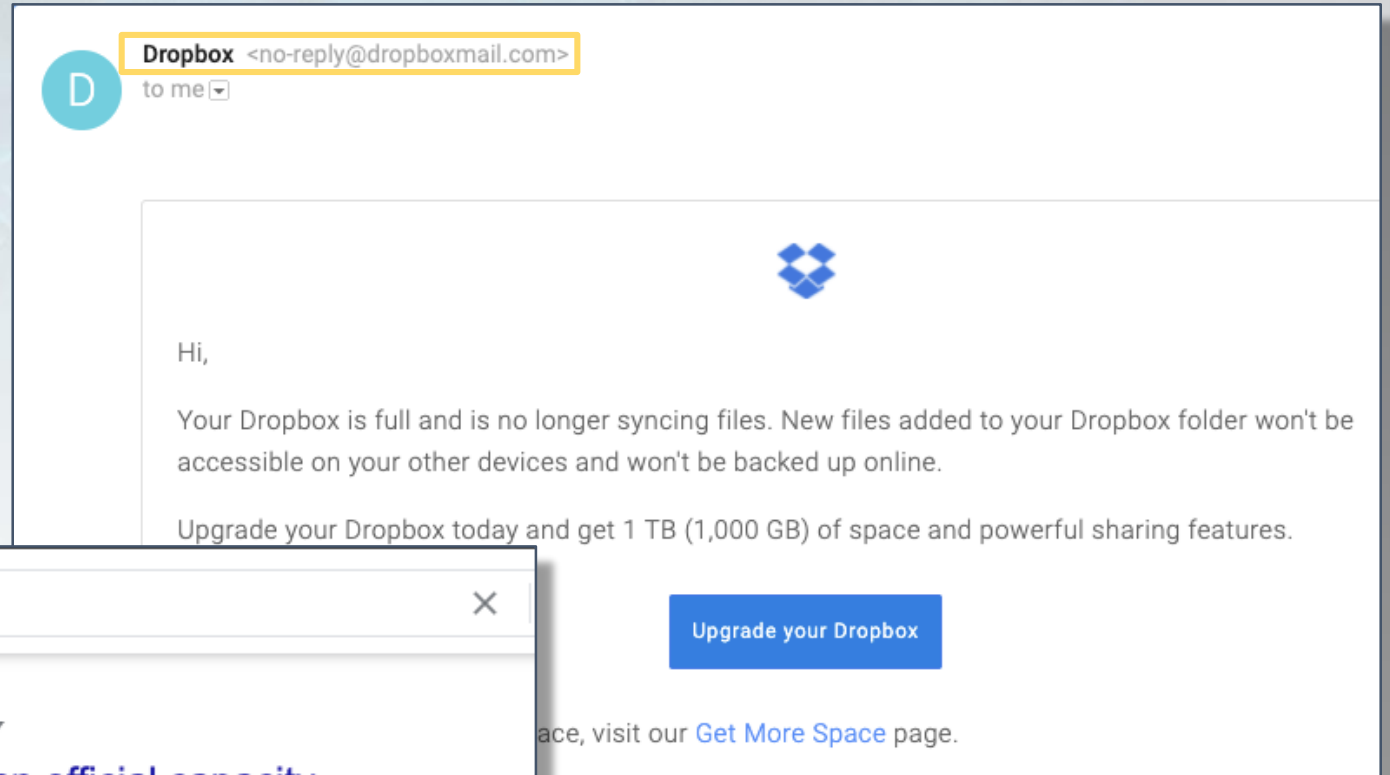 Dropbox <no-reply@dropboxmail.com>
D
to me
Hi,
Your Dropbox is full and is no longer syncing files. New files added to your Dropbox folder won't be
accessible on your other devices and won't be backed up online.
Upgrade your Dropbox today and get 1 TB (1,000 GB) of space and powerful sharing features.
Upgrade your Dropbox
visit our Get More Space page.
official capacity